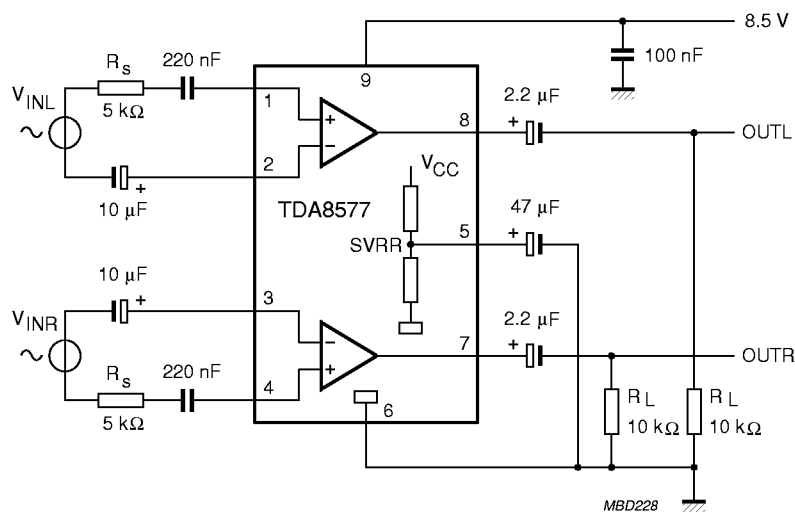 8.5 V
100 nF
220 nF
R s
5 kΩ
V INL
9
1
+
−
2
+
10 µF
TDA8577
8
2.2 µF
+
OUTL
V CC
5
47 µF
+
SVRR
10 µF
+
3
−
V INR
2.2 µF
7
+
OUTR
R s
220 nF
4
+
5 kΩ
6
R L
10 kΩ
R L
10 kΩ
MBD228